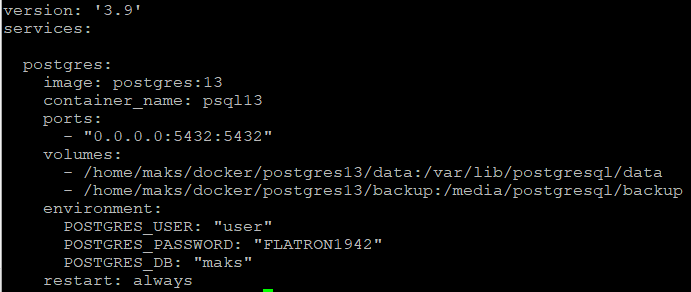 version: '3.9'
services:
postgres:
image: postgres:13
container_name: psql13
ports:
- "0.0.0.0:5432:5432"
volumes:
- /home/maks/docker/postgres13/data:/var/lib/postgresql/data
- /home/maks/docker/postgres13/backup:/media/postgresql/backup
environment:
POSTGRES_USER: "user"
POSTGRES_PASSWORD: "FLATRON1942"
POSTGRES_DB: "maks"
restart: always